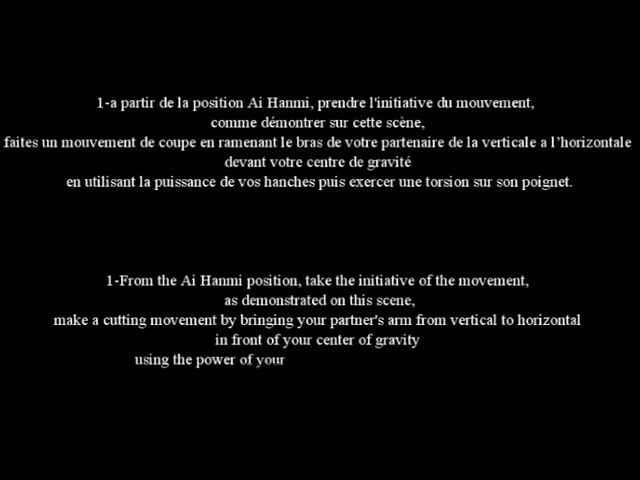 1-a partir de la position Ai Hanmi, prendre l'initiative du mouvement,
comme démontrer sur cette scène,
faites un mouvement de coupe en ramenant le bras de votre partenaire de la verticale a l’horizontale
devant votre centre de gravité
en utilisant la puissance de vos hanches puis exercer une torsion sur son poignet.
1-From the Ai Hanmi position, take the initiative of the movement,
as demonstrated on this scene,
make a cutting movement by bringing your partner's arm from vertical to horizontal
in front of your center of gravity
using the power of your